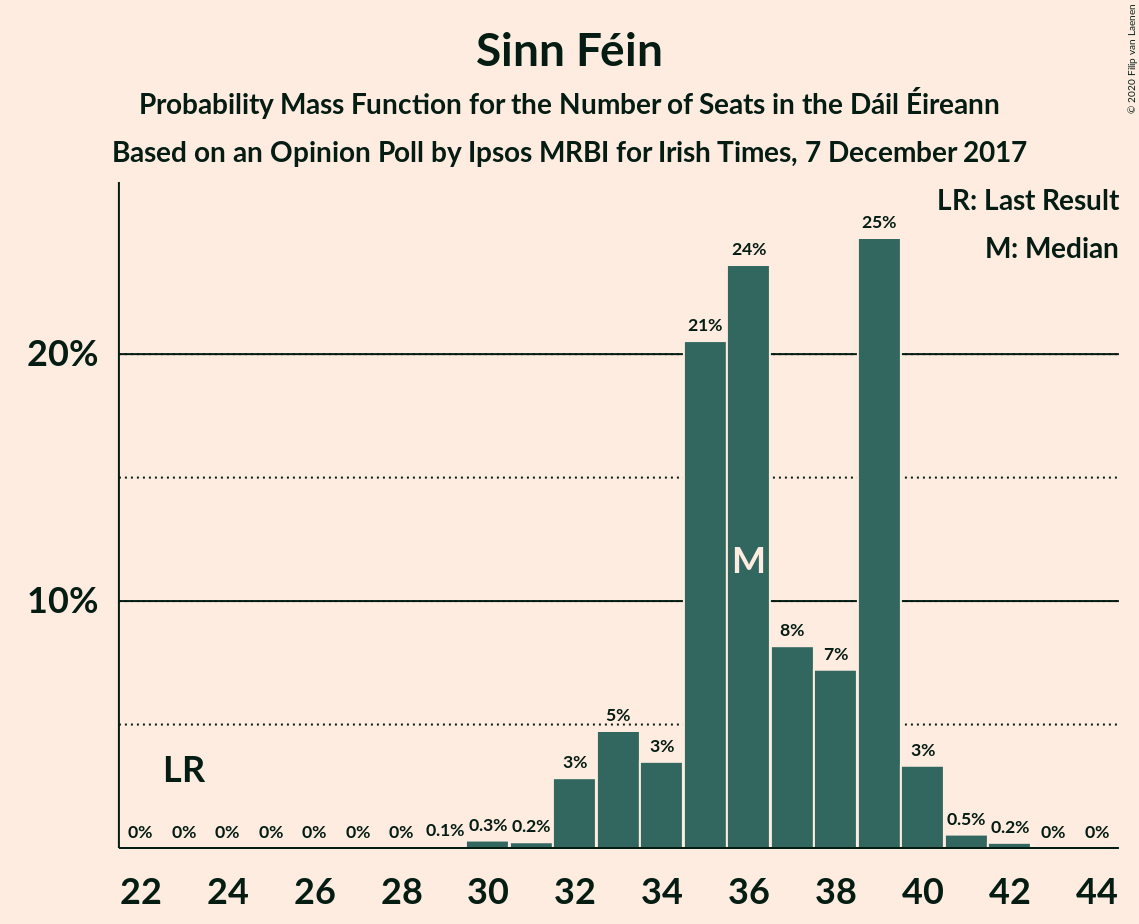 Sinn Féin
Probability Mass Function for the Number of Seats in the Dáil Éireann
Based on an Opinion Poll by Ipsos MRBI for Irish Times, 7 December 2017
© 2020 Filip van Laenen
LR: Last Result
M: Median
25%
24%
21%
20%
M
10%
8%
7%
5%
3%
3%
3%
LR
0% 0% 0% 0% 0% 0% 0% 0.1% 0.3% 0.2% 0.5% 0.2% 0% 0%
22 24 26 28 30 32 34 36 38 40 42 44